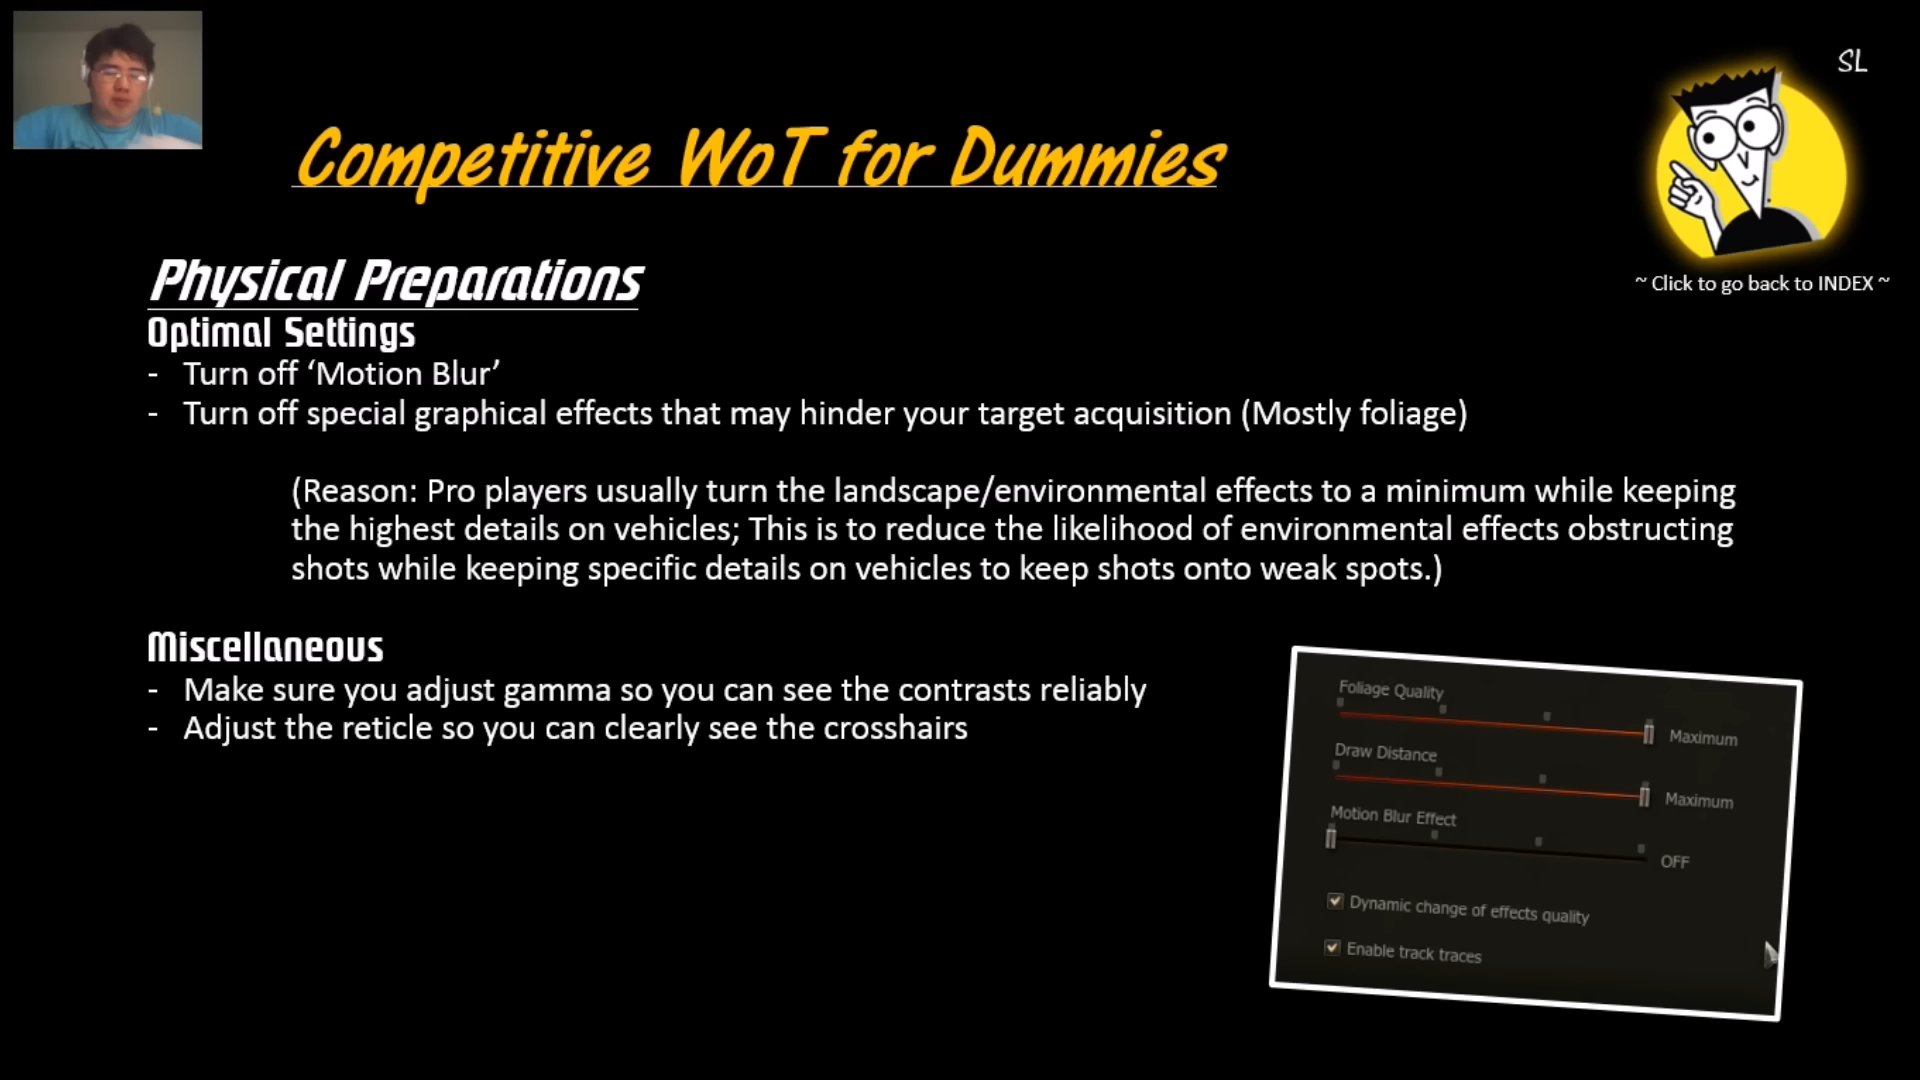 SL
Competitive WoT for Dummies
~ Click to go back to INDEX ~
Physical Preparations
Optimal Settings
- Turn off ‘Motion Blur’
- Turn off special graphical effects that may hinder your target acquisition (Mostly foliage)
(Reason: Pro players usually turn the landscape/environmental effects to a minimum while keeping
the highest details on vehicles; This is to reduce the likelihood of environmental effects obstructing
shots while keeping specific details on vehicles to keep shots onto weak spots.)
Miscellaneous
- Make sure you adjust gamma so you can see the contrasts reliably
- Adjust the reticle so you can clearly see the crosshairs
Foliage Quality
Maximum
Draw Distance
Maximum
Motion Blur Effect
OFF
Dynamic change of effects quality
Enable track traces